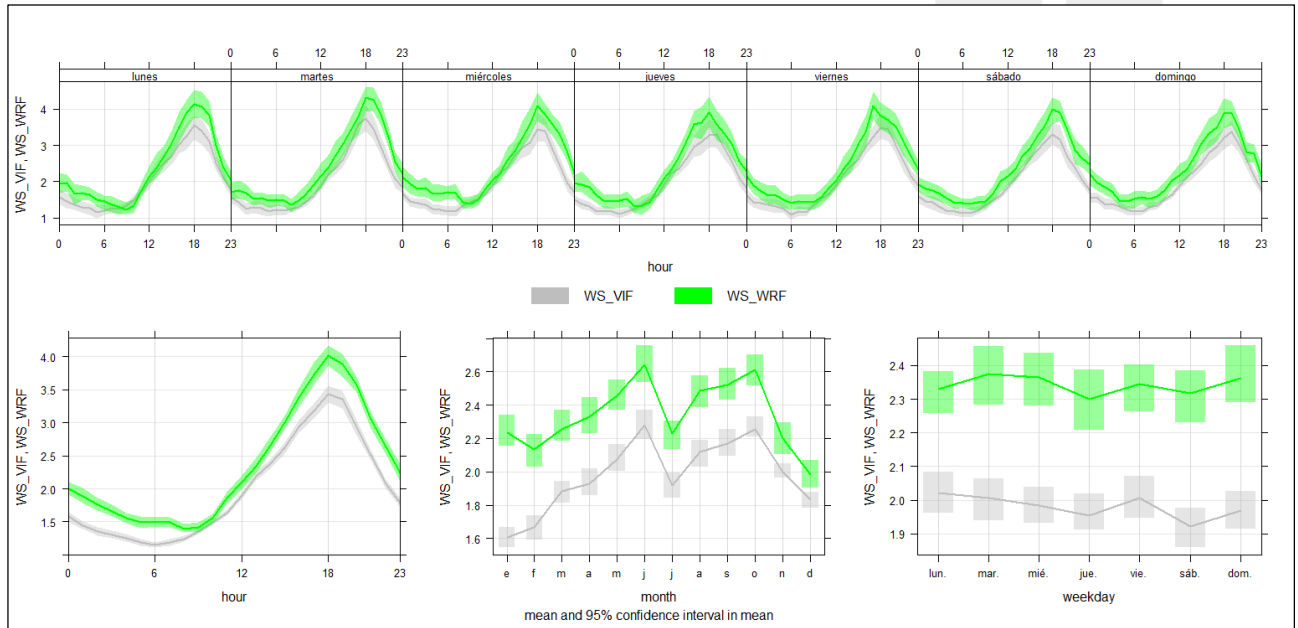 0 12 18 23 0 6 12 18 23 0 6 12 18 23
lunes martes miércoles jueves viernes sábado domingo
WS_VIF, WS_WRF
4
3
2
1
0 6 12 18 23 0 6 12 18 23 0 6 12 18 23 0 6 12 18 23
hour
WS_VIF WS_WRF
WS_VIF, WS_WRF
4.0
3.5
3.0
2.5
2.0
1.5
0 6 12 18 23
hour
WS_VIF, WS_WRF
2.6
2.4
2.2
2.0
1.8
1.6
e f m a m j j a s o n d
month
mean and 95% confidence interval in mean
WS_VIF, WS_WRF
2.4
2.3
2.2
2.1
2.0
1.9
lun. mar. mié. jue. vie. sáb. dom.
weekday